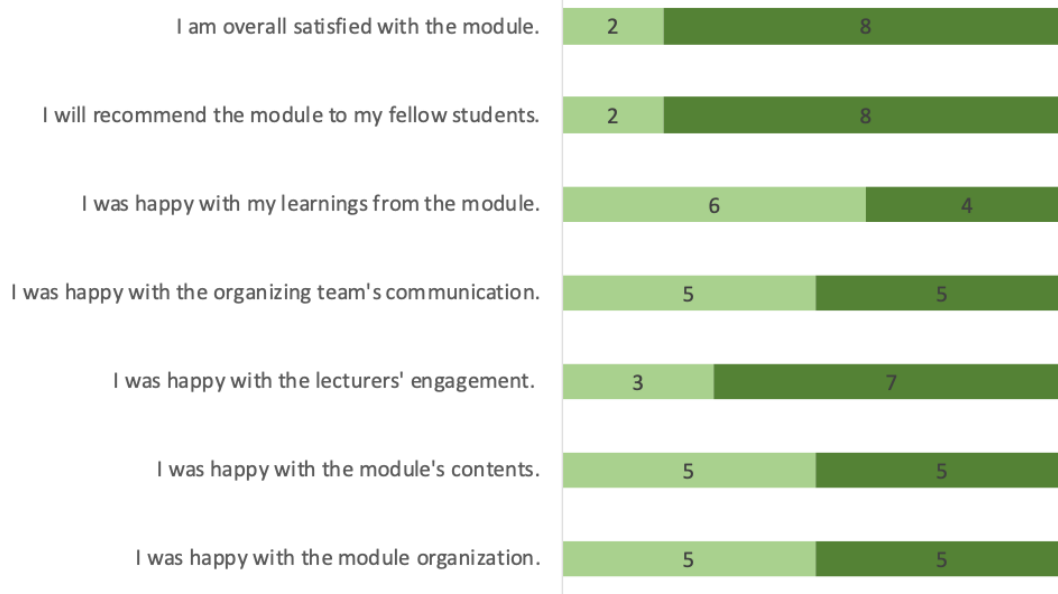 I am overall satisfied with the module. 2 8
I will recommend the module to my fellow students. 2 8
I was happy with my learnings from the module. 6 4
I was happy with the organizing team's communication. 5 5
I was happy with the lecturers' engagement. 3 7
I was happy with the module's contents. 5 5
I was happy with the module organization. 5 5